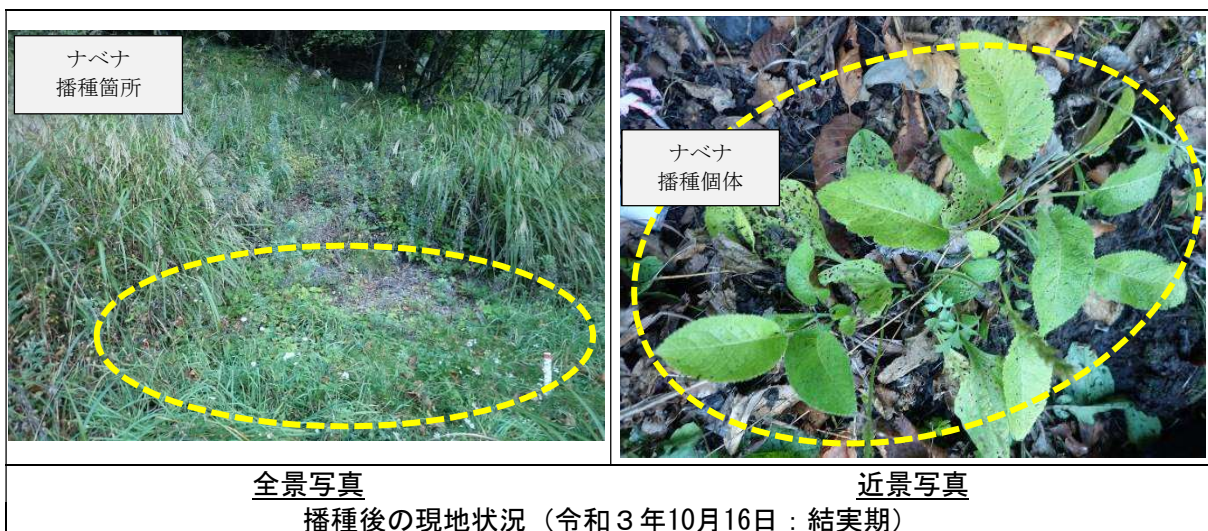 ナベナ
播種箇所
ナベナ
播種個体
全景写真
近景写真
播種後の現地状況（令和３年10月16日：結実期）